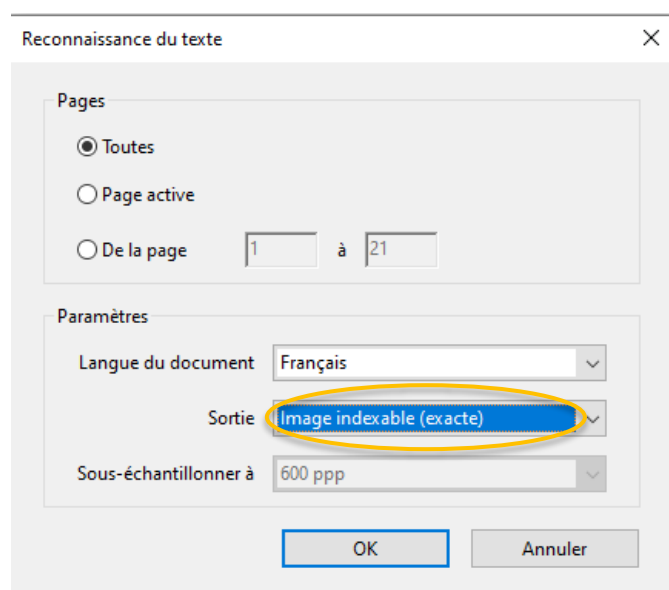 Reconnaissance du texte
Pages
Toutes
Page active
De la page 1 à 21
Paramètres
Langue du document Français
Sortie Image indexable (exacte)
Sous-échantillonner à 600 ppp
OK Annuler